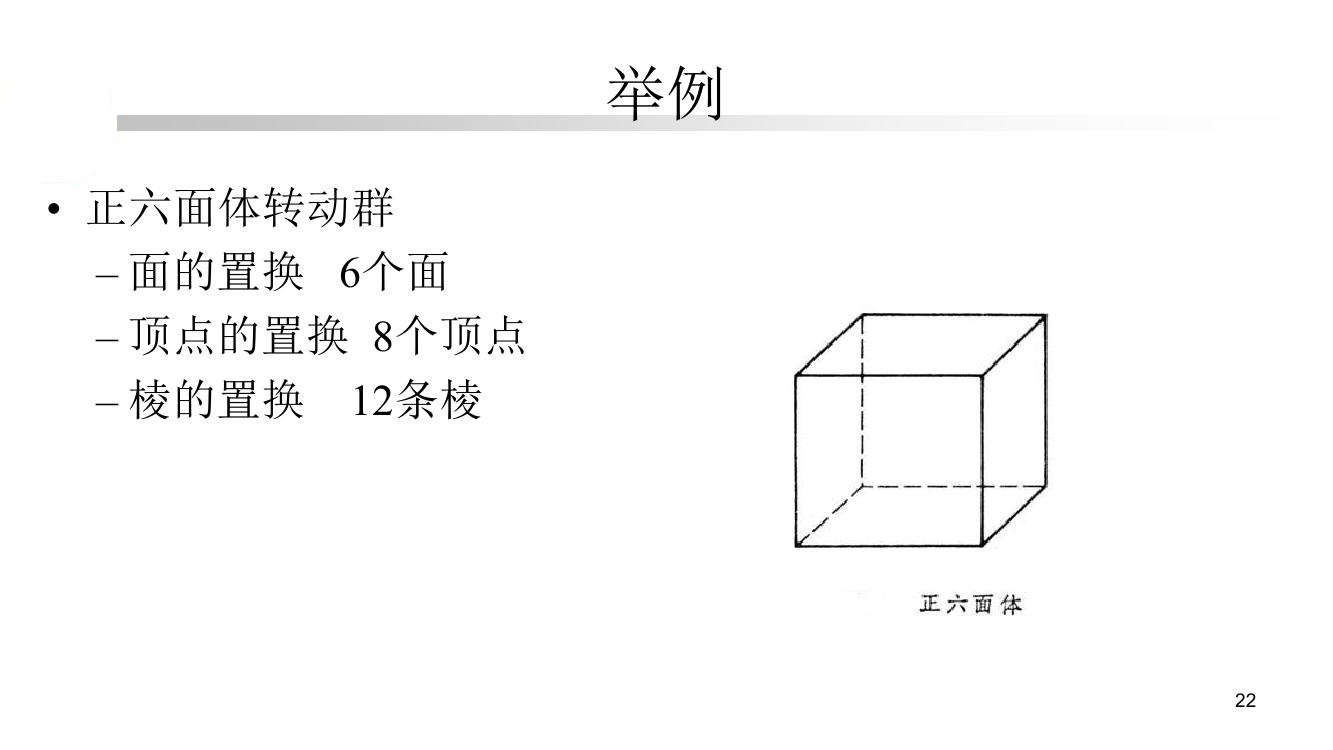 举例
• 正六面体转动群
– 面的置换 6个面
– 顶点的置换 8个顶点
– 棱的置换 12条棱
正六面体
22